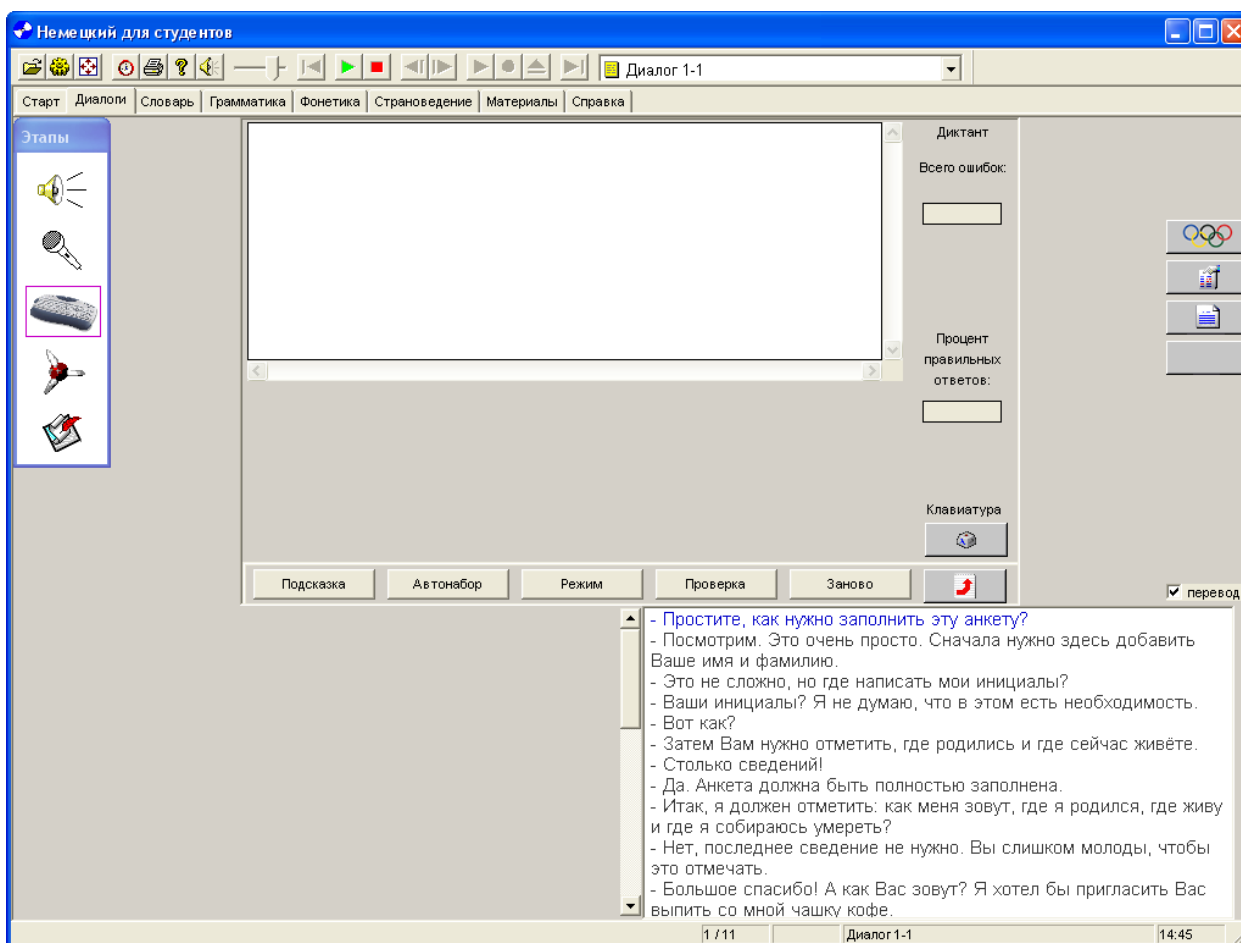 Немецкий для студентов
Диалог 1-1
Старт Диалоги Словарь Грамматика Фонетика Страноведение Материалы Справка
Этапы
Диктант
Всего ошибок:
Процент
правильных
ответов:
Клавиатура
Подсказка Автонабор Режим Проверка Заново
перевод
- Простите, как нужно заполнить эту анкету?
- Посмотрим. Это очень просто. Сначала нужно здесь добавить
Ваше имя и фамилию.
- Это не сложно, но где написать мои инициалы?
- Ваши инициалы? Я не думаю, что в этом есть необходимость.
- Вот как?
- Затем Вам нужно отметить, где родились и где сейчас живёте.
- Столько сведений!
- Да. Анкета должна быть полностью заполнена.
- Итак, я должен отметить: как меня зовут, где я родился, где живу
и где я собираюсь умереть?
- Нет, последнее сведение не нужно. Вы слишком молоды, чтобы
это отмечать.
- Большое спасибо! А как Вас зовут? Я хотел бы пригласить Вас
выпить со мной чашку кофе.
1 / 11 Диалог 1-1 14:45